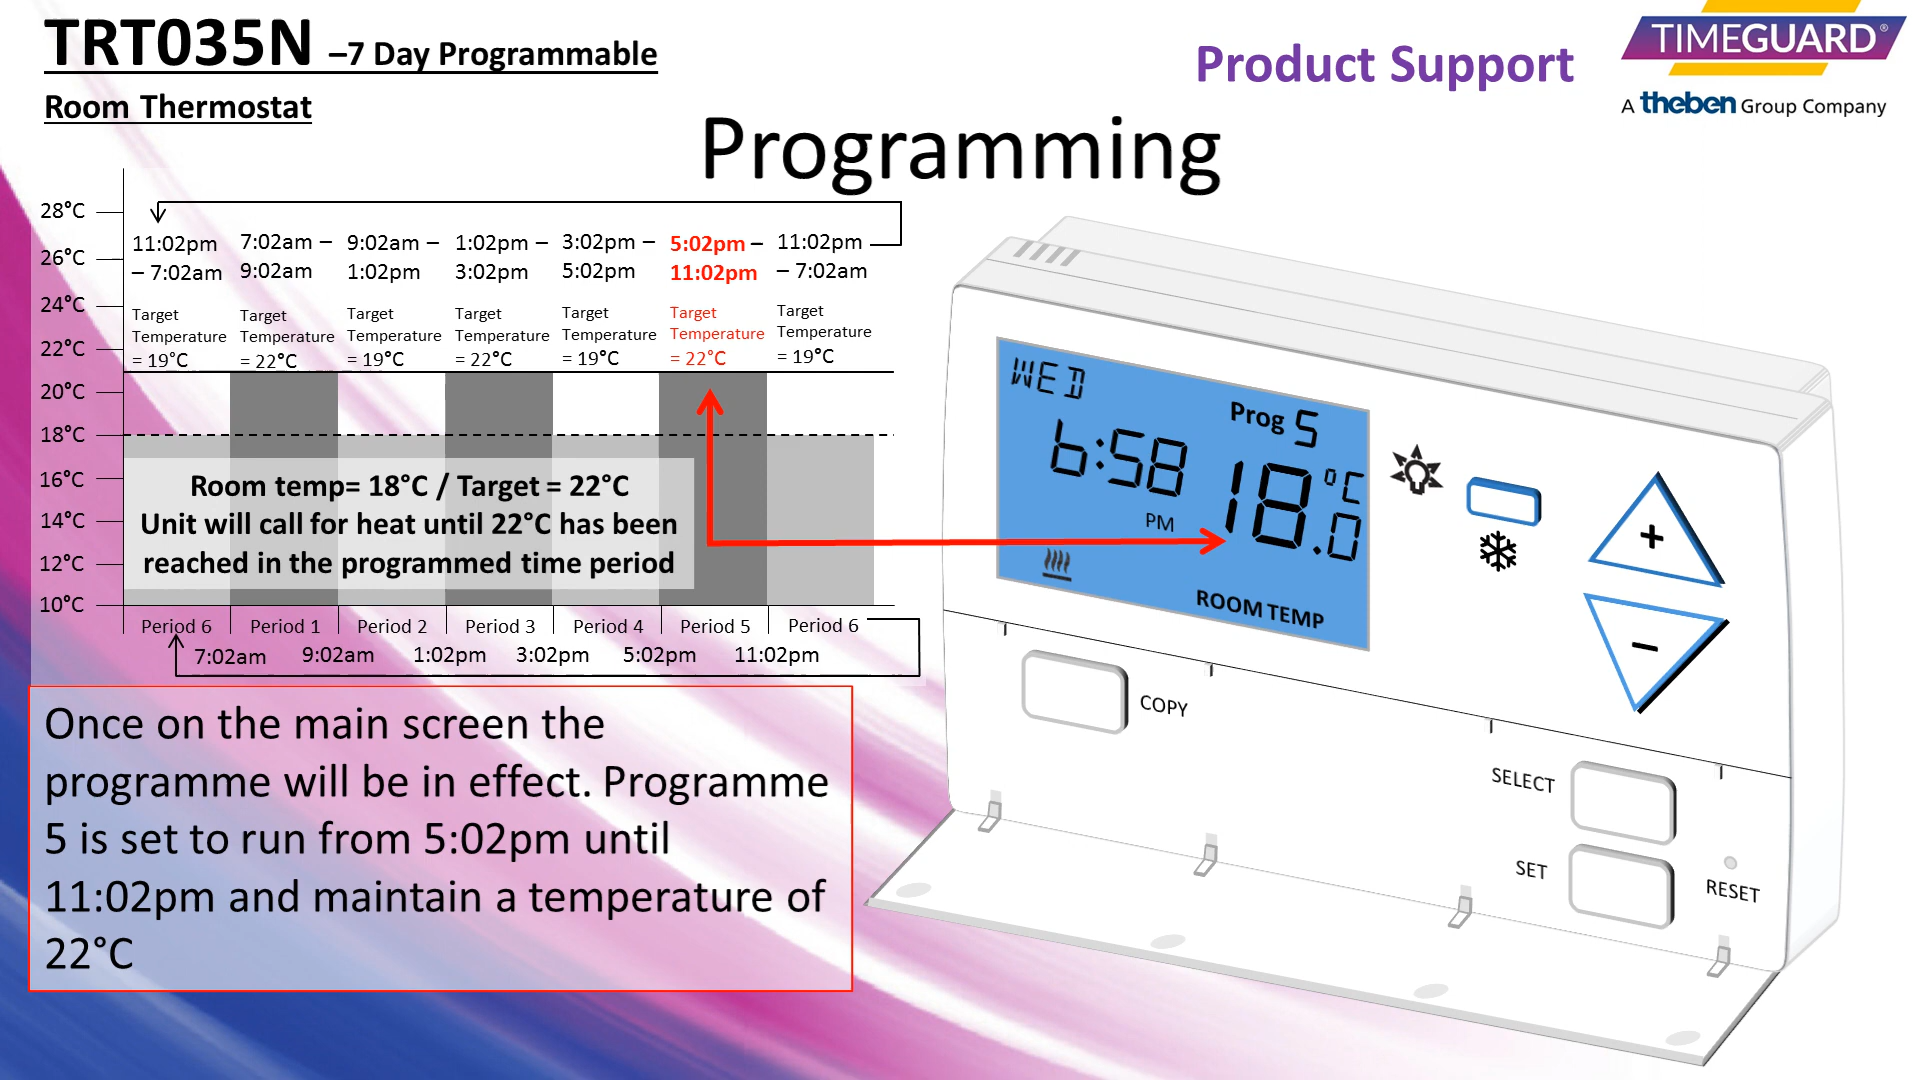 TRT035N –7 Day Programmable
Room Thermostat
Product Support
TIMEGUARD®
A theben Group Company
Programming
28°C
26°C
24°C
22°C
20°C
18°C
16°C
14°C
12°C
10°C
11:02pm
– 7:02am
Target
Temperature
= 19°C
7:02am –
9:02am
Target
Temperature
= 22°C
9:02am –
1:02pm
Target
Temperature
= 19°C
1:02pm –
3:02pm
Target
Temperature
= 22°C
3:02pm –
5:02pm
Target
Temperature
= 19°C
5:02pm –
11:02pm
Target
Temperature
= 22°C
11:02pm
– 7:02am
Target
Temperature
= 19°C
Room temp= 18°C / Target = 22°C
Unit will call for heat until 22°C has been
reached in the programmed time period
Period 6 Period 1 Period 2 Period 3 Period 4 Period 5 Period 6
7:02am 9:02am 1:02pm 3:02pm 5:02pm 11:02pm
Once on the main screen the
programme will be in effect. Programme
5 is set to run from 5:02pm until
11:02pm and maintain a temperature of
22°C
WED
Prog 5
6:58
PM
18.0 °C
ROOM TEMP
+
–
COPY
SELECT
SET
RESET